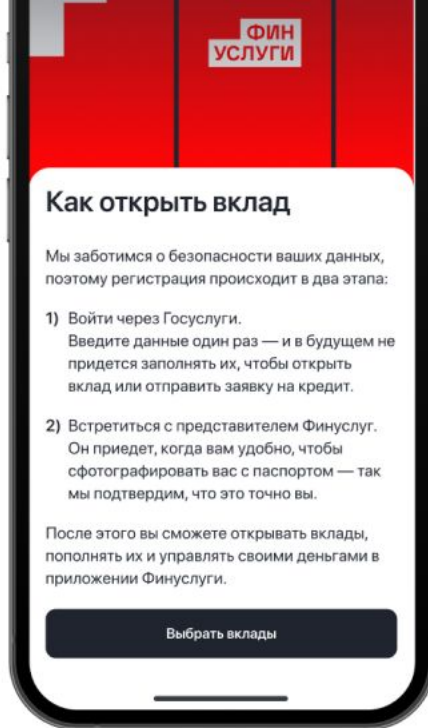 ФИН
УСЛУГИ
Как открыть вклад
Мы заботимся о безопасности ваших данных,
поэтому регистрация происходит в два этапа:
1) Войти через Госуслуги.
Введите данные один раз — и в будущем не
придется заполнять их, чтобы открыть
вклад или отправить заявку на кредит.
2) Встретиться с представителем Финуслуг.
Он приедет, когда вам удобно, чтобы
сфотографировать вас с паспортом — так
мы подтвердим, что это точно вы.
После этого вы сможете открывать вклады,
пополнять их и управлять своими деньгами в
приложении Финуслуги.
Выбрать вклады